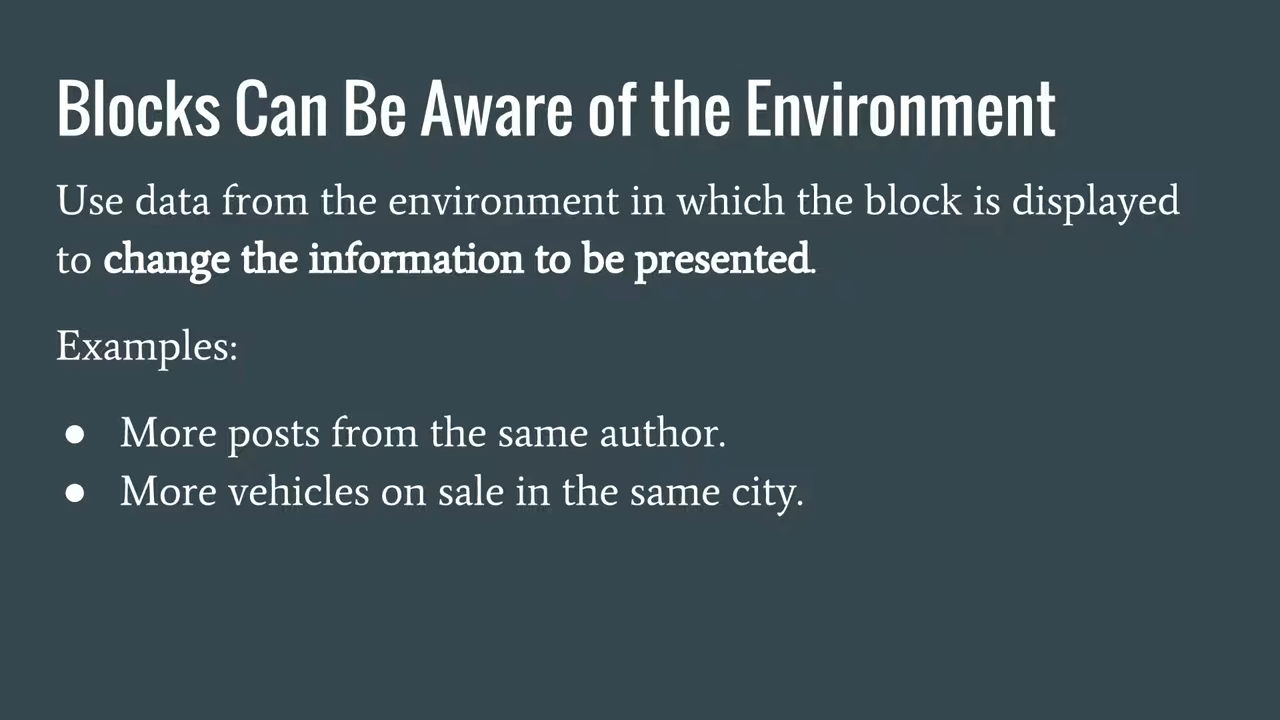 Blocks Can Be Aware of the Environment
Use data from the environment in which the block is displayed
to change the information to be presented.
Examples:
● More posts from the same author.
● More vehicles on sale in the same city.